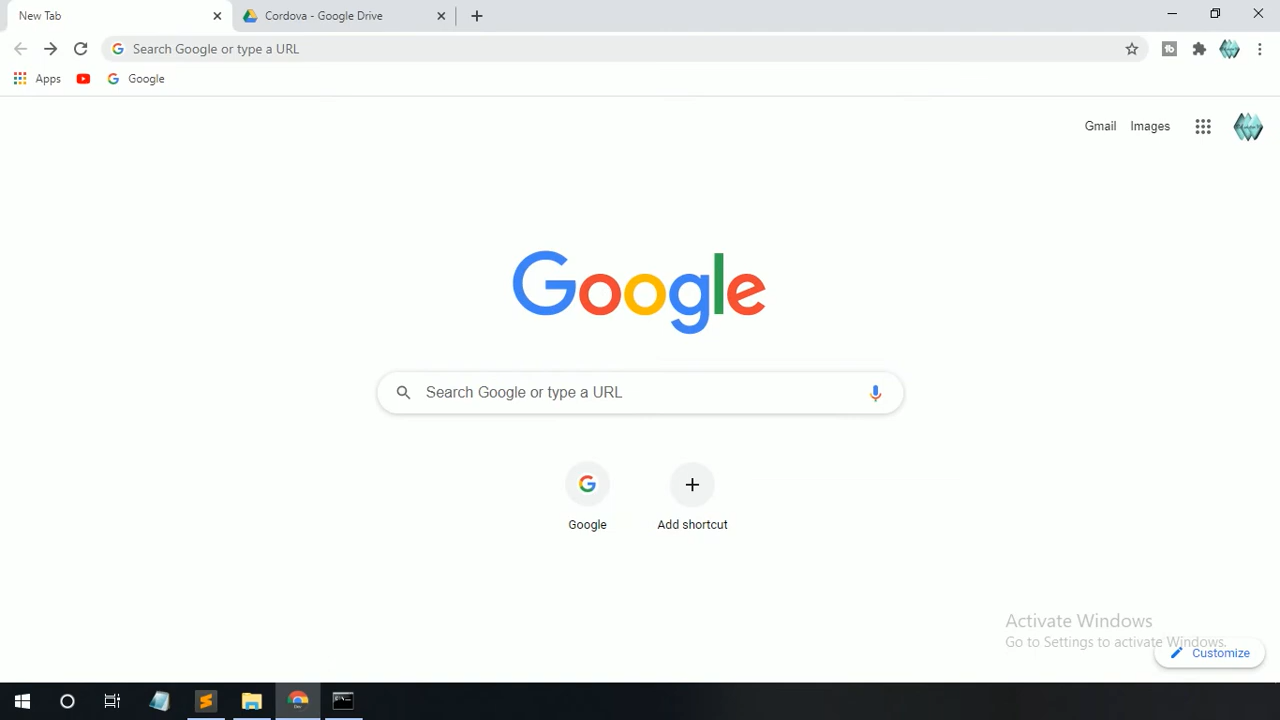 New Tab
Cordova - Google Drive
Search Google or type a URL
Apps
Google
Gmail
Images
Google
Search Google or type a URL
Google
Add shortcut
Activate Windows
Go to Settings to activate Windows.
Customize